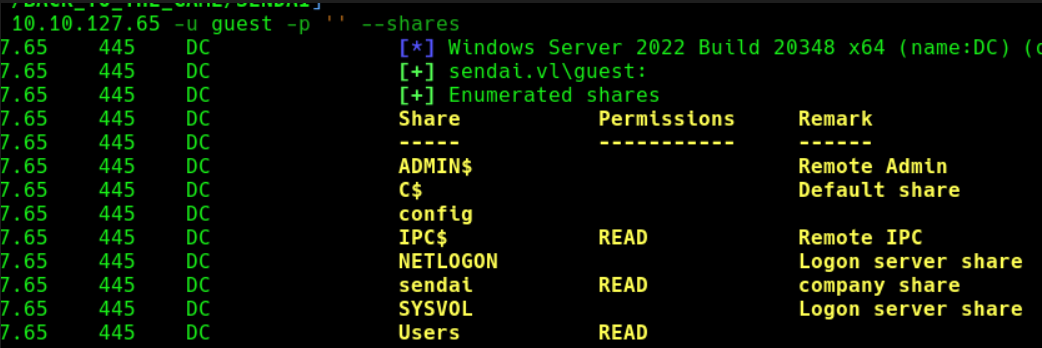 /BACK_TO_THE_GAME/SENDAI]
10.10.127.65 -u guest -p '' --shares
7.65 445 DC [*] Windows Server 2022 Build 20348 x64 (name:DC) (
7.65 445 DC [+] sendai.vl\guest:
7.65 445 DC [+] Enumerated shares
7.65 445 DC Share Permissions Remark
7.65 445 DC ----- ----------- ------
7.65 445 DC ADMIN$ Remote Admin
7.65 445 DC C$ Default share
7.65 445 DC config
7.65 445 DC IPC$ READ Remote IPC
7.65 445 DC NETLOGON Logon server share
7.65 445 DC sendai READ company share
7.65 445 DC SYSVOL Logon server share
7.65 445 DC Users READ